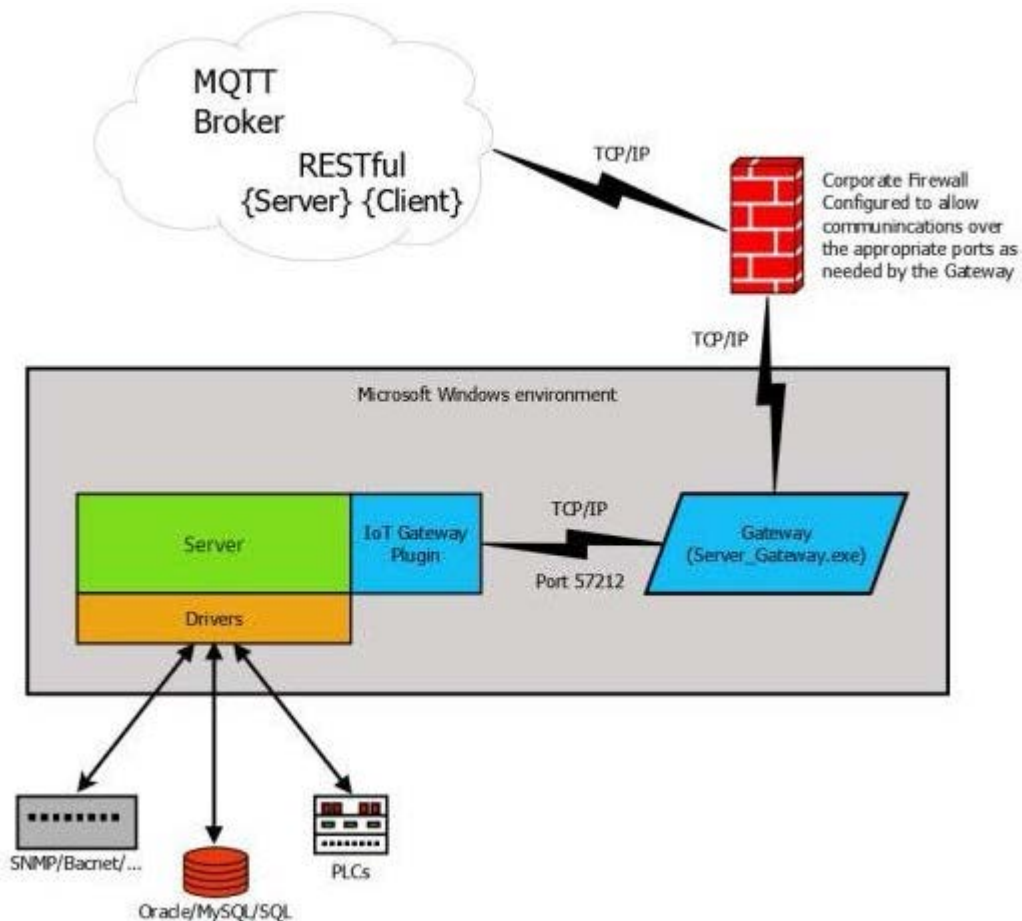 MQTT
Broker
RESTful
{Server} {Client}
TCP/IP
Corporate Firewall
Configured to allow
communincations over
the appropriate ports as
needed by the Gateway
TCP/IP
Microsoft Windows environment
Server
IoT Gateway
Plugin
TCP/IP
Port 57212
Gateway
(Server_Gateway.exe)
Drivers
SNMP/Bacnet/...
PLCs
Oracle/MySQL/SQL